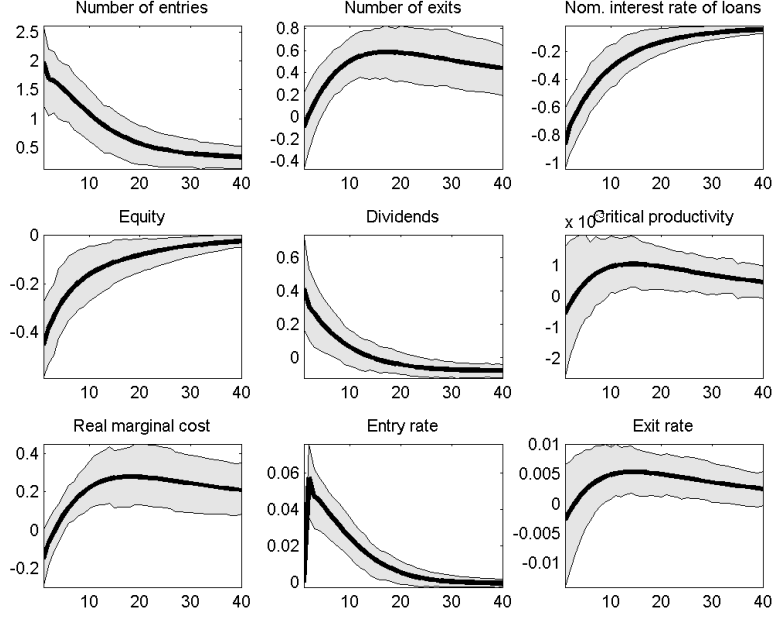 Number of entries Number of exits Nom. interest rate of loans
2.5 0.8
2 0.6 -0.2
1.5 0.4 -0.4
1 0.2 -0.6
0.5 0 -0.8
-0.2 -1
-0.4
10 20 30 40 10 20 30 40 10 20 30 40
Equity Dividends x 10 Critical productivity
0 0.6 1
-0.2 0.4 0
-0.4 0.2 -1
0 -2
10 20 30 40 10 20 30 40 10 20 30 40
Real marginal cost Entry rate Exit rate
0.4 0.06 0.01
0.2 0.04 0.005
0 0.02 0
-0.2 0 -0.005
-0.01
10 20 30 40 10 20 30 40 10 20 30 40